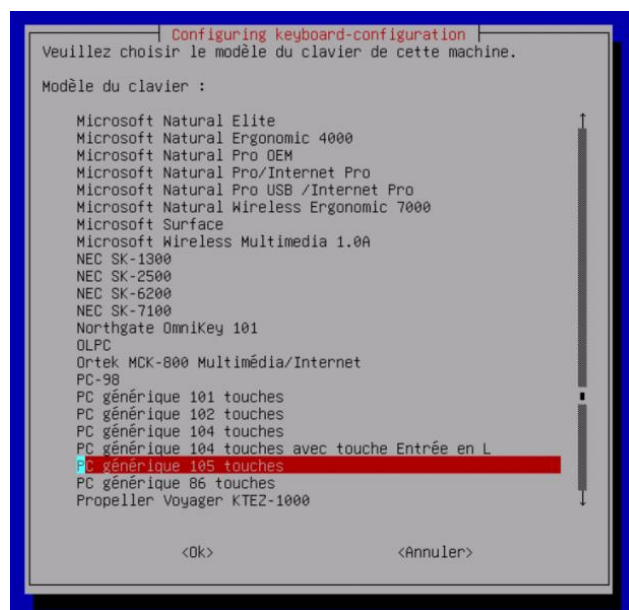 Configuring keyboard-configuration
Veuillez choisir le modèle du clavier de cette machine.
Modèle du clavier :
Microsoft Natural Elite
Microsoft Natural Ergonomic 4000
Microsoft Natural Pro OEM
Microsoft Natural Pro/Internet Pro
Microsoft Natural Pro USB /Internet Pro
Microsoft Natural Wireless Ergonomic 7000
Microsoft Surface
Microsoft Wireless Multimedia 1.0A
NEC SK-1300
NEC SK-2500
NEC SK-6200
NEC SK-7100
Northgate OmniKey 101
OLPC
Ortek MCK-800 Multimédia/Internet
PC-98
PC générique 101 touches
PC générique 102 touches
PC générique 104 touches
PC générique 104 touches avec touche Entrée en L
PC générique 105 touches
PC générique 86 touches
Propeller Voyager KTEZ-1000
<Ok> <Annuler>